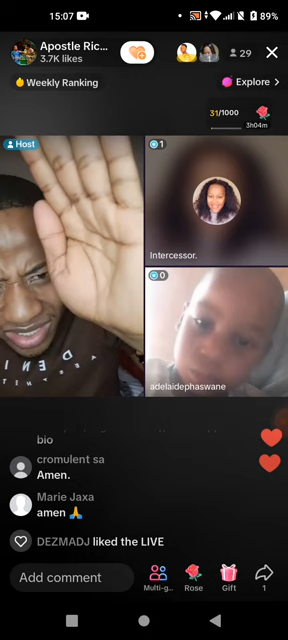 15:07
89%
Apostle Ric...
3.7K likes
29
Weekly Ranking
Explore >
31/1000
3h04m
Host
1
Intercessor.
0
adelaidephaswane
bio
cromulent sa
Amen.
Marie Jaxa
amen 🙏
DEZMADJ liked the LIVE
Add comment
Multi-g...
Rose
Gift
1